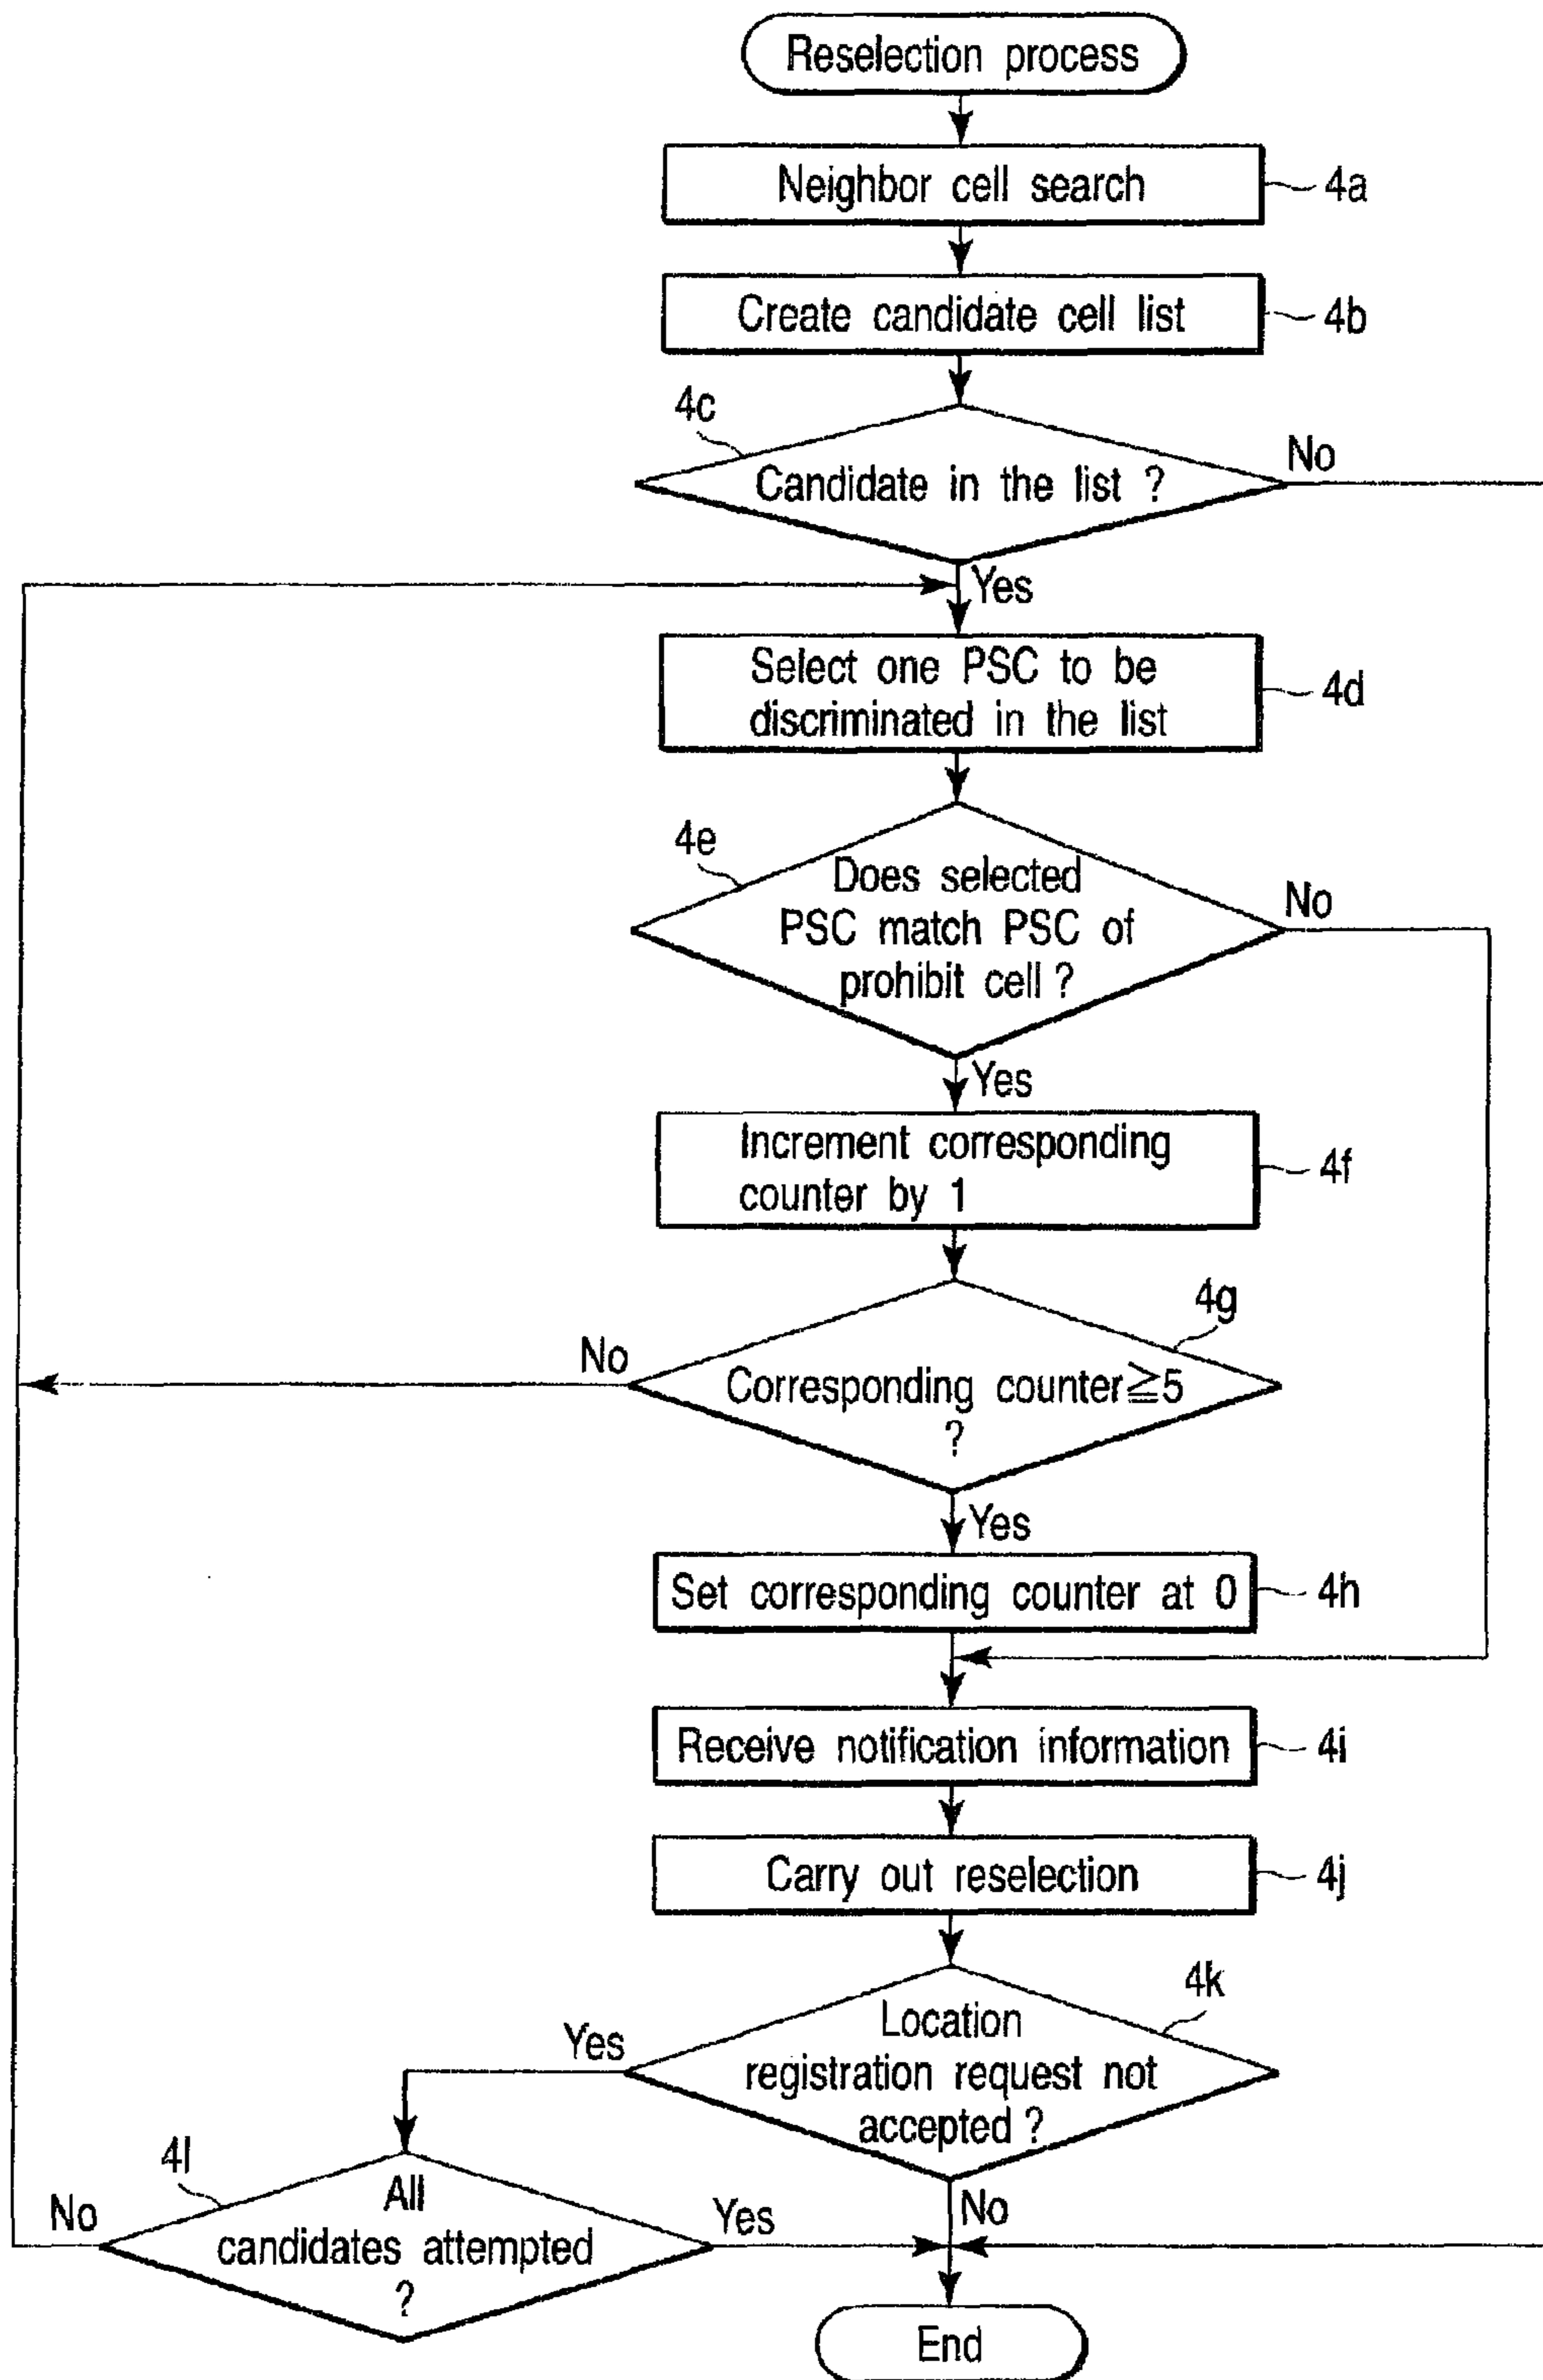 Reselection process
Neighbor cell search
4a
Create candidate cell list
4b
4c
Candidate in the list ?
No
Yes
Select one PSC to be
discriminated in the list
4d
4e
Does selected
PSC match PSC of
prohibit cell ?
No
Yes
Increment corresponding
counter by 1
4f
4g
No
Corresponding counter≧5
?
Yes
Set corresponding counter at 0
4h
Receive notification information
4i
Carry out reselection
4j
4k
Location
registration request not
accepted ?
Yes
No
4l
All
candidates attempted
?
No
Yes
End